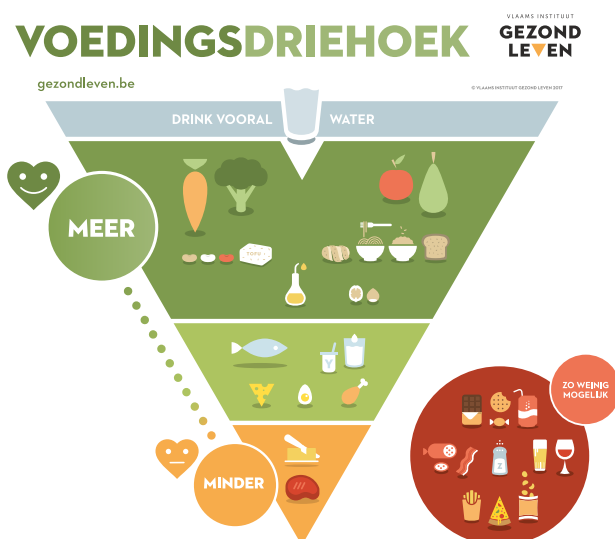 VOEDINGSDRIEHOEK
VLAAMS INSTITUUT
GEZOND
LEVEN
gezondleven.be
© VLAAMS INSTITUUT GEZOND LEVEN 2017
DRINK VOORAL
WATER
MEER
TOFU
Y
MINDER
ZO WEINIG
MOGELIJK
Z